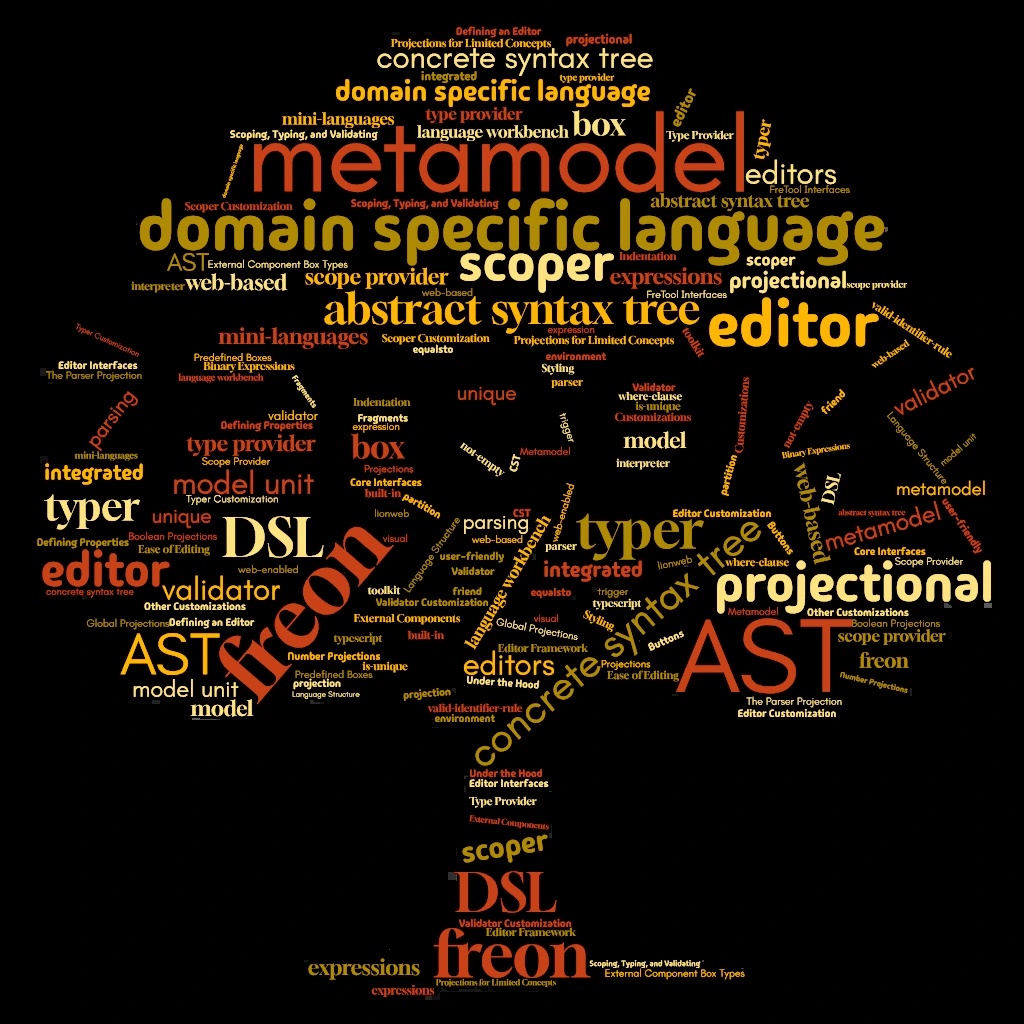 Defining an Editor
Projections for Limited Concepts
projectional
concrete syntax tree
integrated
type provider
domain specific language
editor
mini-languages
type provider
Scoping, Typing, and Validating
language workbench
box
Type Provider
typer
metamodel
domain specific language
editors
FreTool Interfaces
Scoper Customization
Scoping, Typing, and Validating
abstract syntax tree
domain specific language
AST
External Component Box Types
scoper
Indentation
scoper
interpreter
web-based
scope provider
expressions
projectional
scope provider
web-based
FreTool Interfaces
abstract syntax tree
editor
valid-identifier-rule
mini-languages
Scoper Customization
expression
Projections for Limited Concepts
toolkit
web-based
equalsto
Typer Customization
Predefined Boxes
environment
Editor Interfaces
Binary Expressions
Styling
The Parser Projection
language workbench
parser
Fragments
unique
Validator
where-clause
is-unique
Customizations
Customizations
validator
friend
parsing
Indentation
validator
Fragments
expression
Defining Properties
trigger
not-empty
Language Structure
type provider
box
model
model unit
mini-languages
Scope Provider
not-empty
CST
Metamodel
interpreter
Binary Expressions
integrated
Projections
partition
model unit
Core Interfaces
web-based
DSL
metamodel
Typer Customization
built-in
partition
web-enabled
typer
unique
DSL
lionweb
CST
Editor Customization
abstract syntax tree
metamodel
user-friendly
parsing
typer
Buttons
Defining Properties
Boolean Projections
visual
Language Structure
web-based
language workbench
parser
Ease of Editing
user-friendly
Core Interfaces
Scope Provider
editor
web-enabled
Validator
integrated
lionweb
where-clause
concrete syntax tree
validator
freon
toolkit
friend
equalsto
trigger
projectional
Other Customizations
Validator Customization
typescript
Metamodel
Other Customizations
Global Projections
Defining an Editor
External Components
visual
Styling
concrete syntax tree
AST
Boolean Projections
Global Projections
AST
typescript
built-in
Buttons
scope provider
Number Projections
Editor Framework
is-unique
editors
Projections
freon
Predefined Boxes
Ease of Editing
model unit
projection
Under the Hood
Number Projections
Language Structure
projection
model
valid-identifier-rule
The Parser Projection
environment
Editor Customization
Under the Hood
Editor Interfaces
Type Provider
External Components
scoper
DSL
Validator Customization
Editor Framework
freon
expressions
Scoping, Typing, and Validating
External Component Box Types
Projections for Limited Concepts
expressions